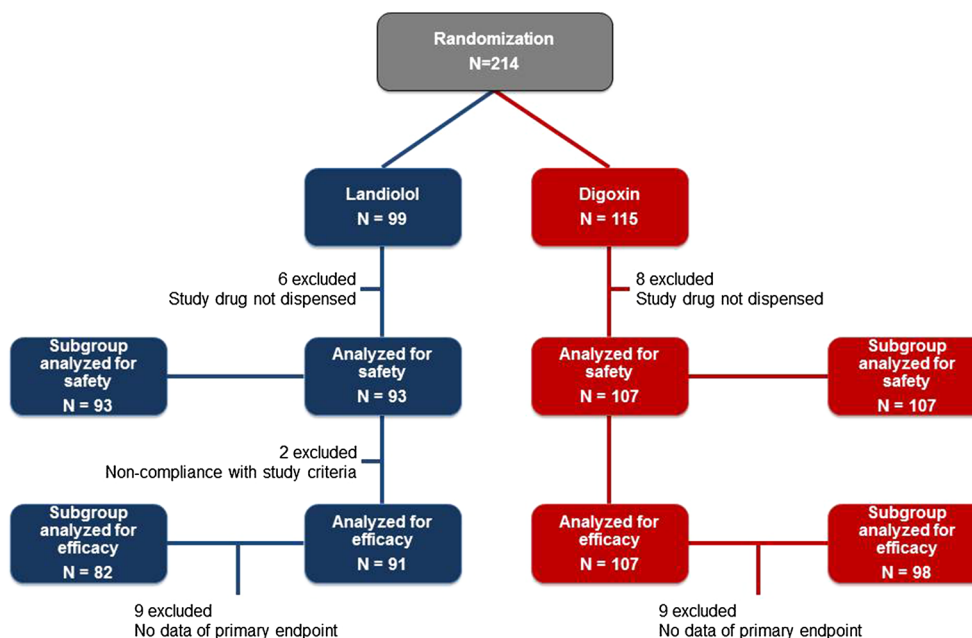 Randomization
N=214
Landiolol
N = 99
Digoxin
N = 115
6 excluded
Study drug not dispensed
8 excluded
Study drug not dispensed
Subgroup
analyzed for
safety
N = 93
Analyzed for
safety
N = 93
Analyzed for
safety
N = 107
Subgroup
analyzed for
safety
N = 107
2 excluded
Non-compliance with study criteria
Subgroup
analyzed for
efficacy
N = 82
Analyzed for
efficacy
N = 91
Analyzed for
efficacy
N = 107
Subgroup
analyzed for
efficacy
N = 98
9 excluded
No data of primary endpoint
9 excluded
No data of primary endpoint